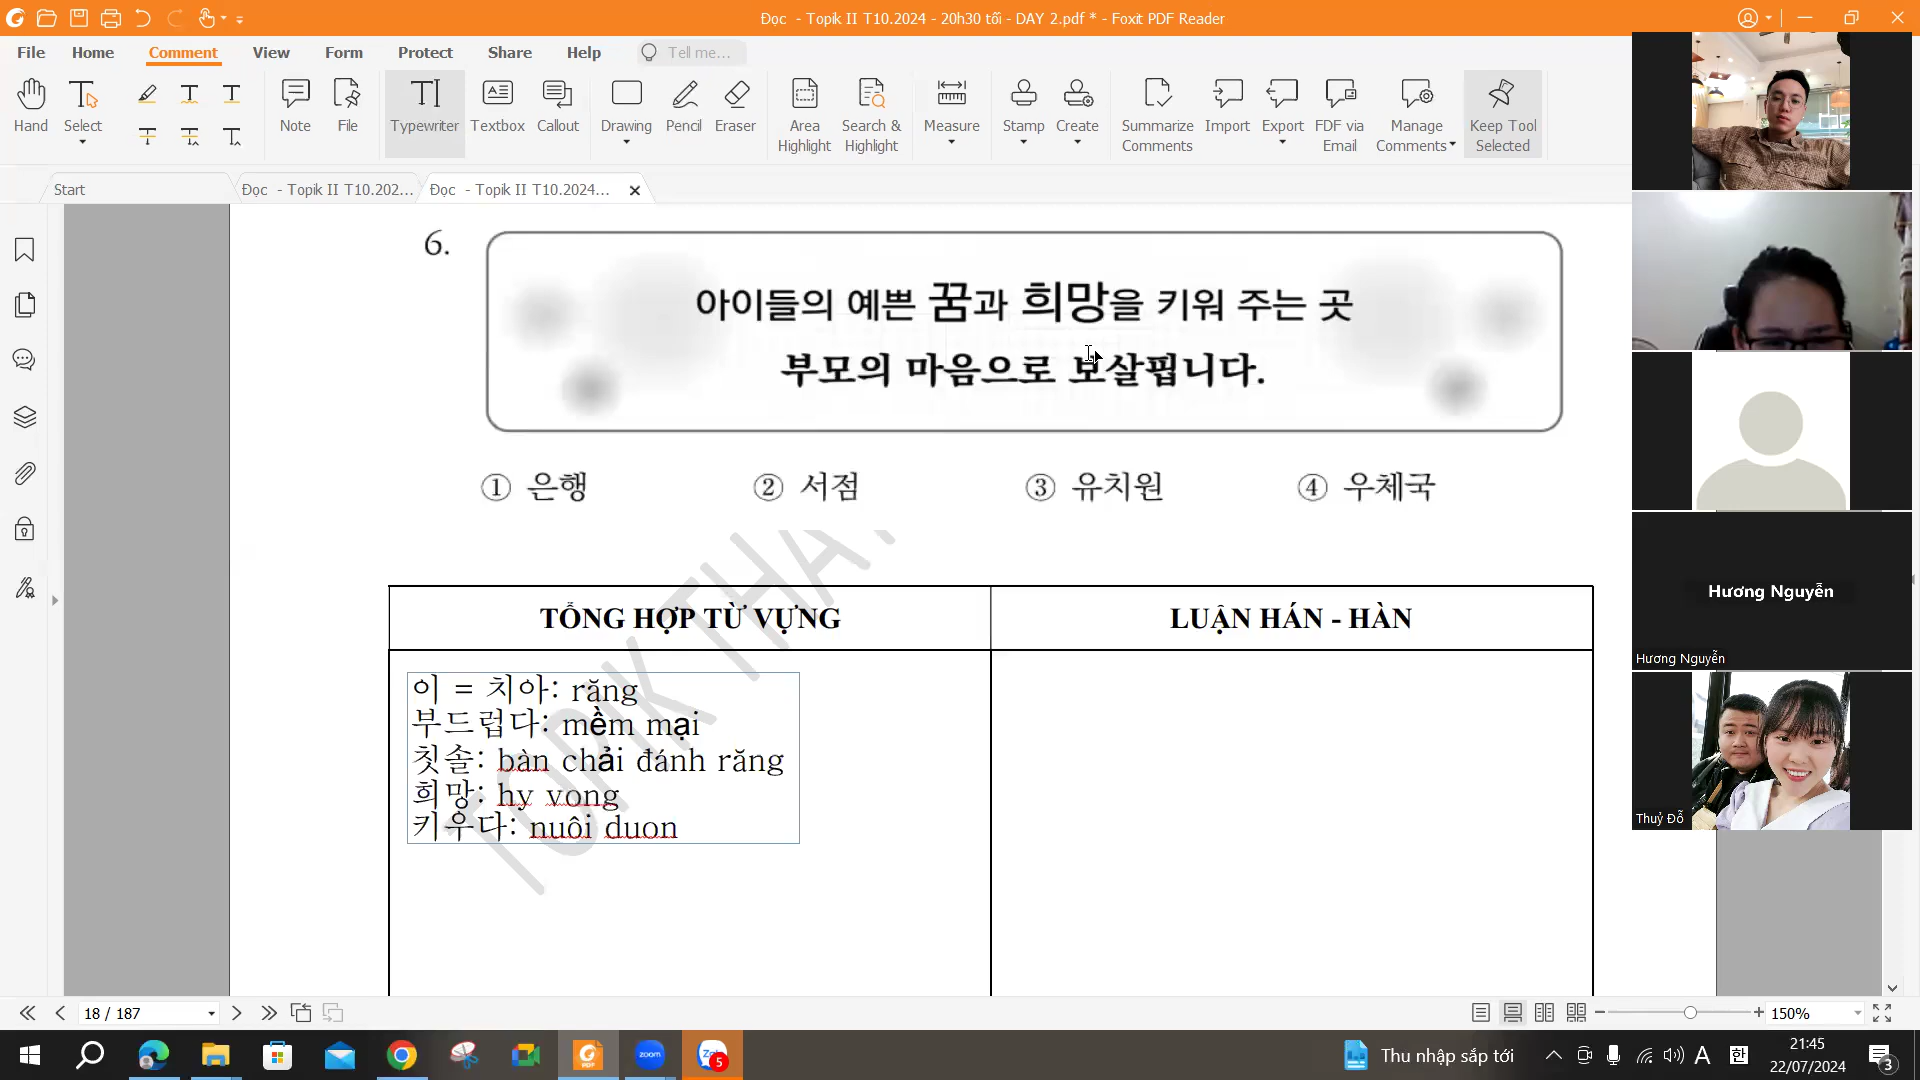 Đọc - Topik II T10.2024 - 20h30 tối - DAY 2.pdf * - Foxit PDF Reader
File Home Comment View Form Protect Share Help Tell me...
Hand Select Note File Typewriter Textbox Callout Drawing Pencil Eraser Area Highlight Search & Highlight Measure Stamp Create Summarize Comments Import Export FDF via Email Manage Comments Keep Tool Selected
Start Đọc - Topik II T10.202... Đọc - Topik II T10.2024...
6.
아이들의 예쁜 꿈과 희망을 키워 주는 곳
부모의 마음으로 보살핍니다.
① 은행 ② 서점 ③ 유치원 ④ 우체국
TỔNG HỢP TỪ VỰNG LUẬN HÁN - HÀN
이 = 치아: răng
부드럽다: mềm mại
칫솔: bàn chải đánh răng
희망: hy vong
키우다: nuôi duon
TOPIK THA
Hương Nguyễn
Hương Nguyễn
Thuỷ Đỗ
18 / 187
150%
zoom
5
Thu nhập sắp tới
A
한
21:45
22/07/2024
3